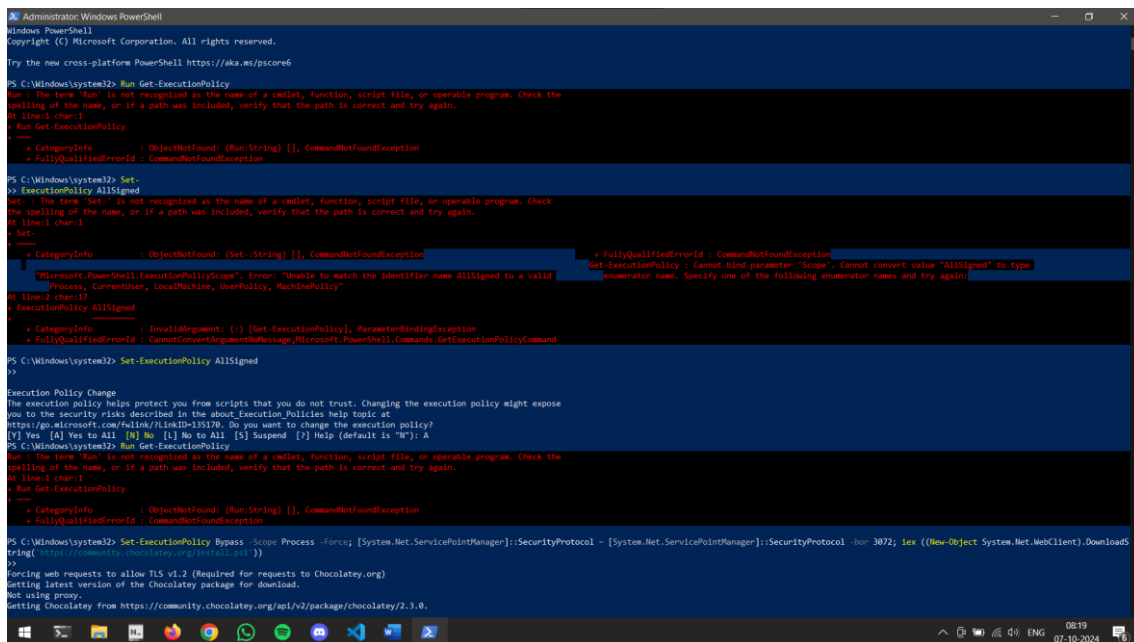 Administrator: Windows PowerShell
Windows PowerShell
Copyright (C) Microsoft Corporation. All rights reserved.
Try the new cross-platform PowerShell https://aka.ms/pscore6
PS C:\Windows\system32> Run Get-ExecutionPolicy
Run : The term 'Run' is not recognized as the name of a cmdlet, function, script file, or operable program. Check the
spelling of the name, or if a path was included, verify that the path is correct and try again.
At line:1 char:1
+ Run Get-ExecutionPolicy
+ ~~~
+ CategoryInfo : ObjectNotFound: (Run:String) [], CommandNotFoundException
+ FullyQualifiedErrorId : CommandNotFoundException
PS C:\Windows\system32> Set-
>> ExecutionPolicy AllSigned
Set- : The term 'Set-' is not recognized as the name of a cmdlet, function, script file, or operable program. Check
the spelling of the name, or if a path was included, verify that the path is correct and try again.
At line:1 char:1
+ Set-
+ ~~~~
+ CategoryInfo : ObjectNotFound: (Set-:String) [], CommandNotFoundException + FullyQualifiedErrorId : CommandNotFoundException
Get-ExecutionPolicy : Cannot bind parameter 'Scope'. Cannot convert value "AllSigned" to type
"Microsoft.PowerShell.ExecutionPolicyScope". Error: "Unable to match the identifier name AllSigned to a valid enumerator name. Specify one of the following enumerator names and try again:
Process, CurrentUser, LocalMachine, UserPolicy, MachinePolicy"
At line:2 char:17
+ ExecutionPolicy AllSigned
+ ~~~~~~~~~
+ CategoryInfo : InvalidArgument: (:) [Get-ExecutionPolicy], ParameterBindingException
+ FullyQualifiedErrorId : CannotConvertArgumentNoMessage,Microsoft.PowerShell.Commands.GetExecutionPolicyCommand
PS C:\Windows\system32> Set-ExecutionPolicy AllSigned
>>
Execution Policy Change
The execution policy helps protect you from scripts that you do not trust. Changing the execution policy might expose
you to the security risks described in the about_Execution_Policies help topic at
https:/go.microsoft.com/fwlink/?LinkID=135170. Do you want to change the execution policy?
[Y] Yes [A] Yes to All [N] No [L] No to All [S] Suspend [?] Help (default is "N"): A
PS C:\Windows\system32> Run Get-ExecutionPolicy
Run : The term 'Run' is not recognized as the name of a cmdlet, function, script file, or operable program. Check the
spelling of the name, or if a path was included, verify that the path is correct and try again.
At line:1 char:1
+ Run Get-ExecutionPolicy
+ ~~~
+ CategoryInfo : ObjectNotFound: (Run:String) [], CommandNotFoundException
+ FullyQualifiedErrorId : CommandNotFoundException
PS C:\Windows\system32> Set-ExecutionPolicy Bypass -Scope Process -Force; [System.Net.ServicePointManager]::SecurityProtocol = [System.Net.ServicePointManager]::SecurityProtocol -bor 3072; iex ((New-Object System.Net.WebClient).DownloadS
tring('https://community.chocolatey.org/install.ps1'))
>>
Forcing web requests to allow TLS v1.2 (Required for requests to Chocolatey.org)
Getting latest version of the Chocolatey package for download.
Not using proxy.
Getting Chocolatey from https://community.chocolatey.org/api/v2/package/chocolatey/2.3.0.
ENG
08:19
07-10-2024